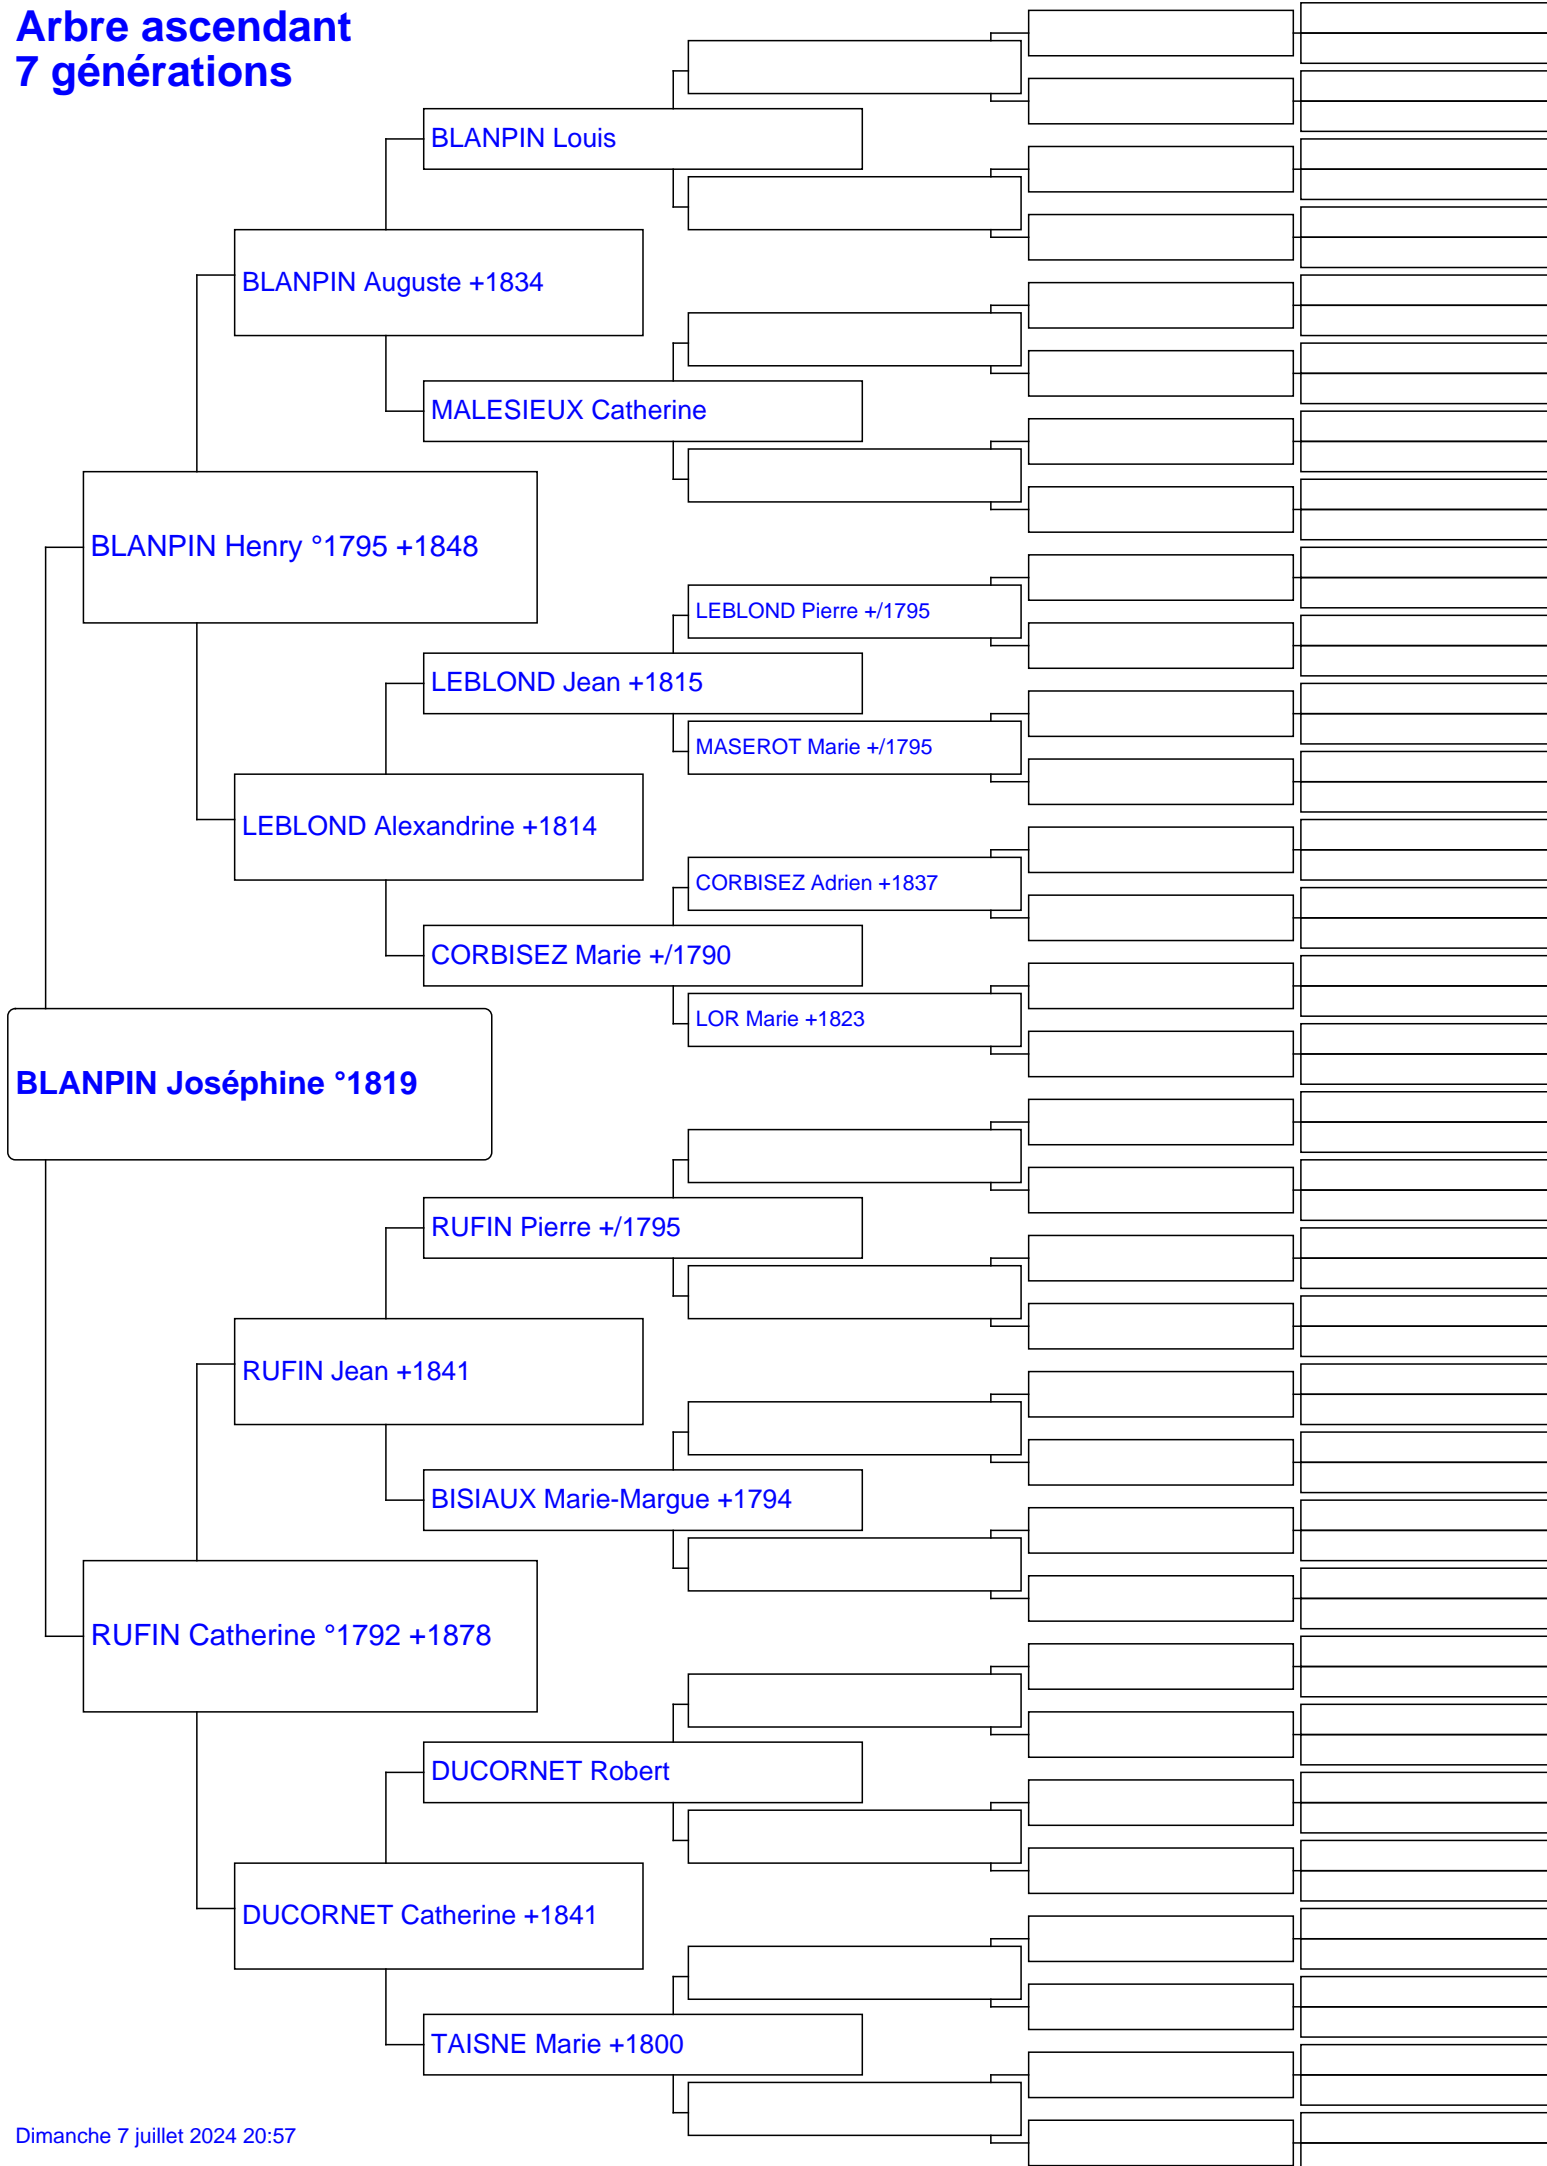 Arbre ascendant
7 générations
BLANPIN Louis
BLANPIN Auguste +1834
MALESIEUX Catherine
BLANPIN Henry °1795 +1848
LEBLOND Pierre +/1795
LEBLOND Jean +1815
MASEROT Marie +/1795
LEBLOND Alexandrine +1814
CORBISEZ Adrien +1837
CORBISEZ Marie +/1790
LOR Marie +1823
BLANPIN Joséphine °1819
RUFIN Pierre +/1795
RUFIN Jean +1841
BISIAUX Marie-Margue +1794
RUFIN Catherine °1792 +1878
DUCORNET Robert
DUCORNET Catherine +1841
TAISNE Marie +1800
Dimanche 7 juillet 2024 20:57